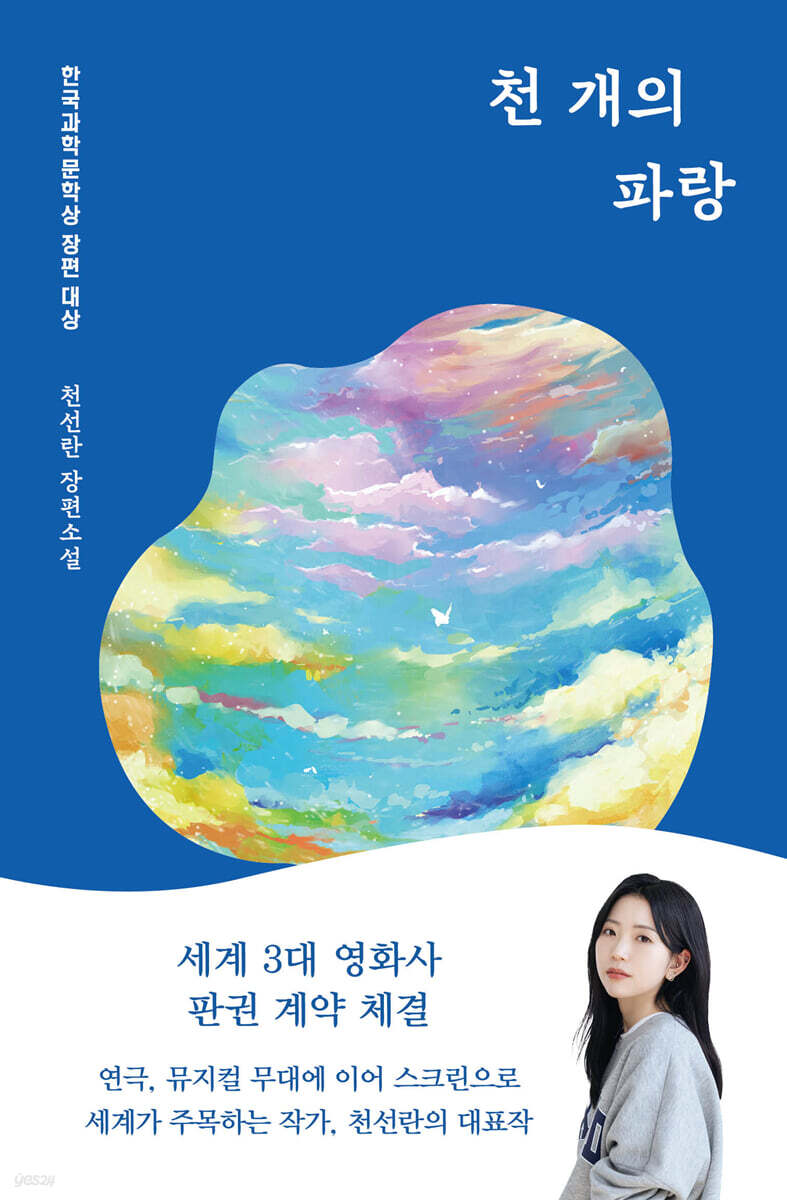 한국과학문학상 장편 대상
천선란 장편소설
천 개의
파랑
세계 3대 영화사
판권 계약 체결
연극, 뮤지컬 무대에 이어 스크린으로
세계가 주목하는 작가, 천선란의 대표작
yes24